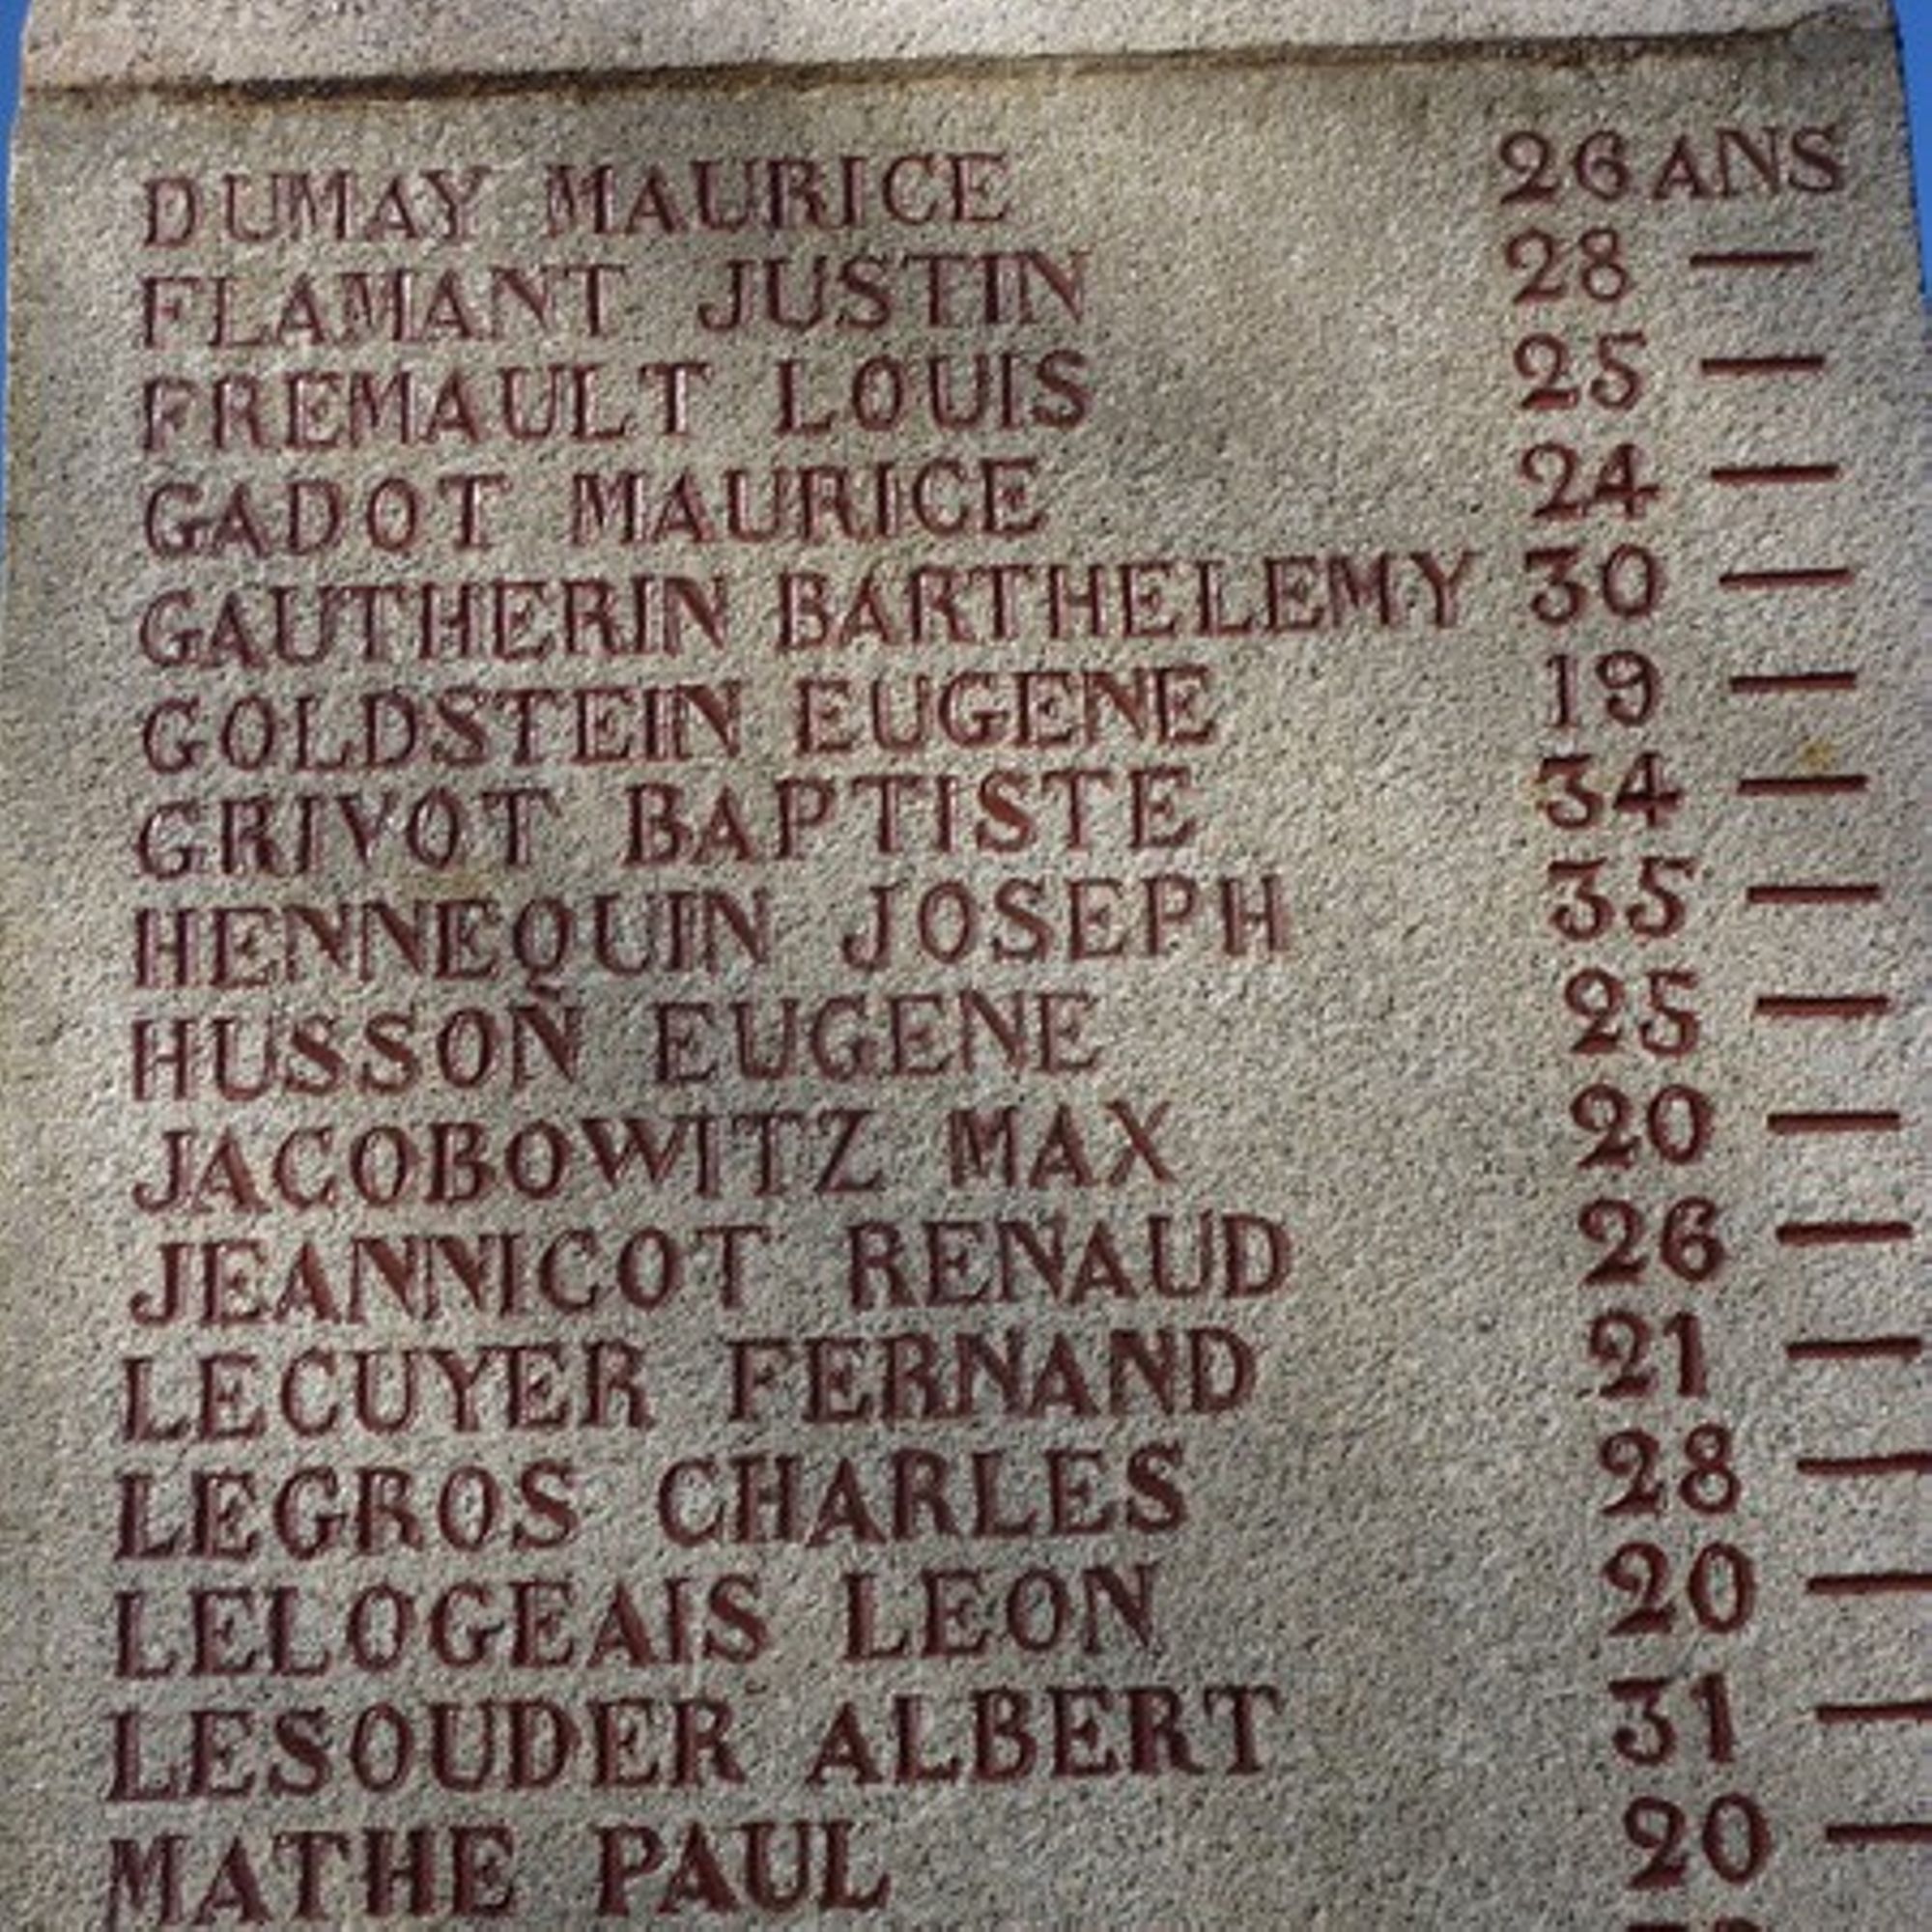 DUMAY MAURICE 26 ANS
FLAMANT JUSTIN 28 —
FREMAULT LOUIS 25 —
GADOT MAURICE 24 —
GAUTHERIN BARTHELEMY 30 —
GOLDSTEIN EUGENE 19 —
GRIVOT BAPTISTE 34 —
HENNEQUIN JOSEPH 35 —
HUSSON EUGENE 25 —
JACOBOWITZ MAX 20 —
JEANNICOT RENAUD 26 —
LECUYER FERNAND 21 —
LEGROS CHARLES 28 —
LELOGEAIS LEON 20 —
LESOUDER ALBERT 31 —
MATHE PAUL 20 —